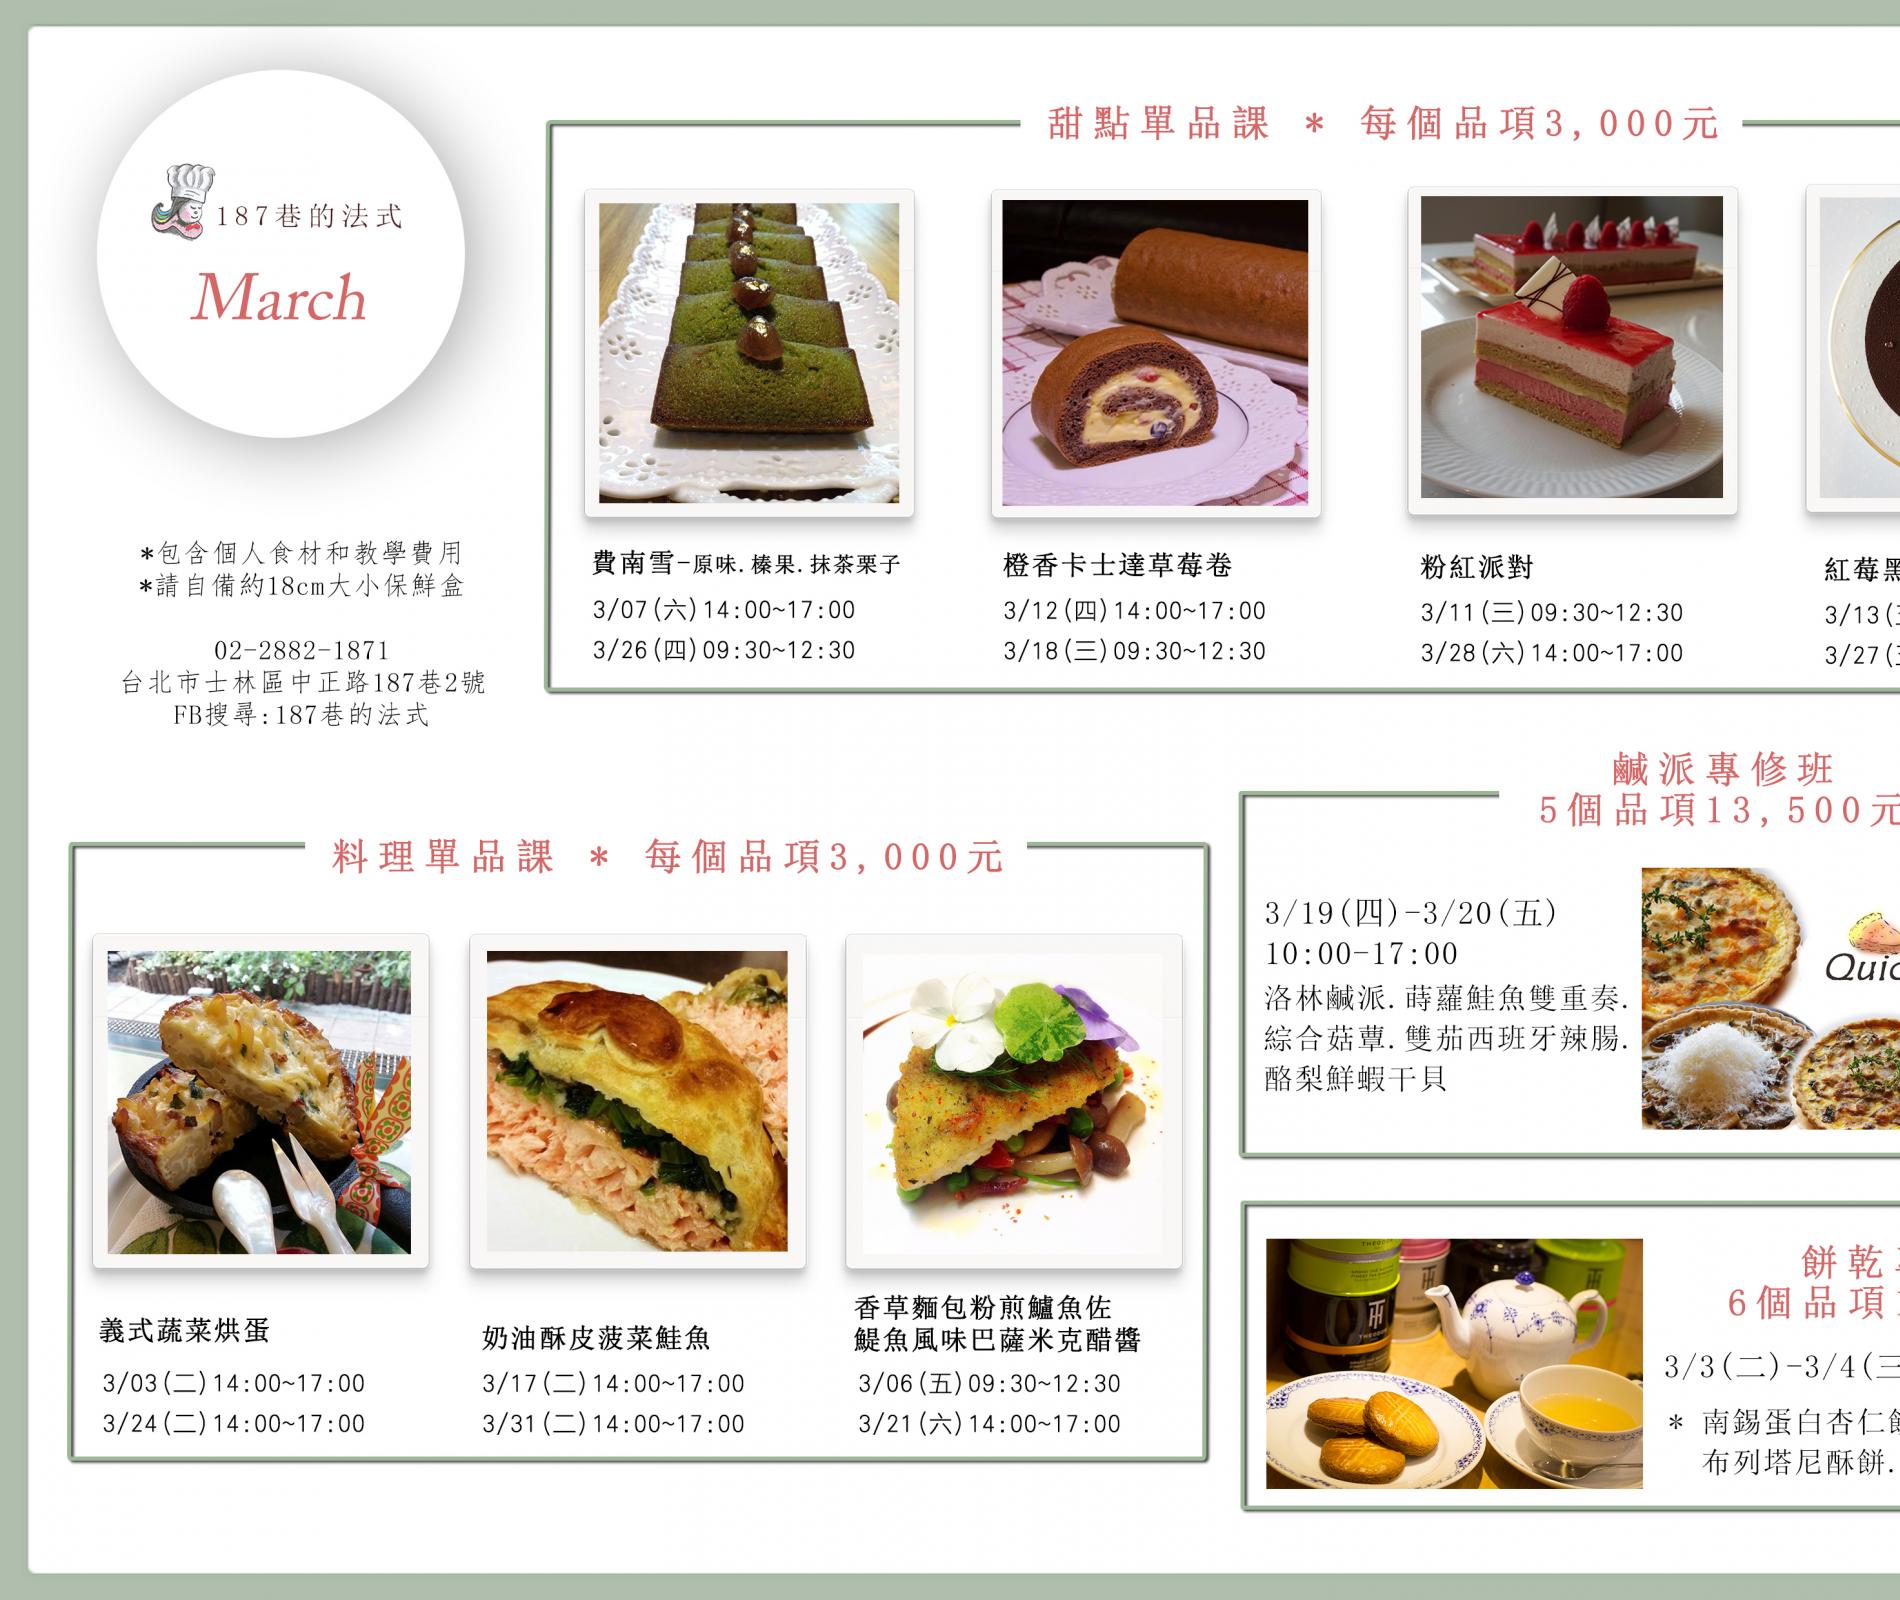 187巷的法式
March
*包含個人食材和教學費用
*請自備約18cm大小保鮮盒
02-2882-1871
台北市士林區中正路187巷2號
FB搜尋:187巷的法式
甜點單品課 * 每個品項3,000元
費南雪-原味.榛果.抹茶栗子
3/07(六)14:00~17:00
3/26(四)09:30~12:30
橙香卡士達草莓卷
3/12(四)14:00~17:00
3/18(三)09:30~12:30
粉紅派對
3/11(三)09:30~12:30
3/28(六)14:00~17:00
紅莓黑
3/13(
3/27(
料理單品課 * 每個品項3,000元
義式蔬菜烘蛋
3/03(二)14:00~17:00
3/24(二)14:00~17:00
奶油酥皮菠菜鮭魚
3/17(二)14:00~17:00
3/31(二)14:00~17:00
香草麵包粉煎鱸魚佐
鯷魚風味巴薩米克醋醬
3/06(五)09:30~12:30
3/21(六)14:00~17:00
鹹派專修班
5個品項13,500元
3/19(四)-3/20(五)
10:00-17:00
洛林鹹派.蒔蘿鮭魚雙重奏.
綜合菇蕈.雙茄西班牙辣腸.
酪梨鮮蝦干貝
Quic
餅乾
6個品項
3/3(二)-3/4(三
* 南錫蛋白杏仁餅
布列塔尼酥餅.